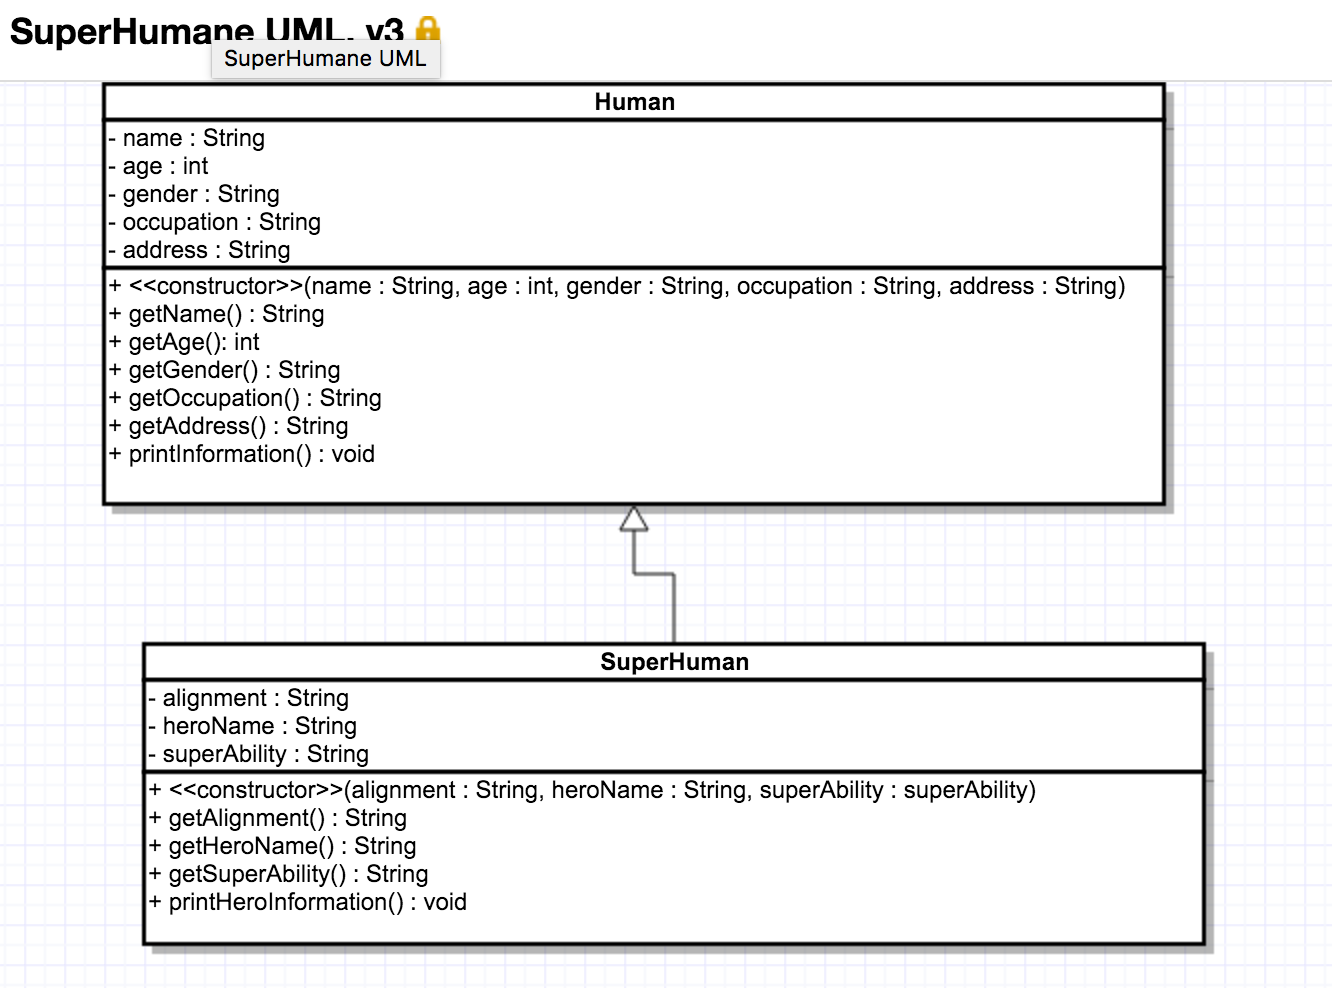 SuperHumane UML, v3
SuperHumane UML
Human
- name : String
- age : int
- gender : String
- occupation : String
- address : String
+ <<constructor>>(name : String, age : int, gender : String, occupation : String, address : String)
+ getName() : String
+ getAge(): int
+ getGender() : String
+ getOccupation() : String
+ getAddress() : String
+ printInformation() : void
SuperHuman
- alignment : String
- heroName : String
- superAbility : String
+ <<constructor>>(alignment : String, heroName : String, superAbility : superAbility)
+ getAlignment() : String
+ getHeroName() : String
+ getSuperAbility() : String
+ printHeroInformation() : void